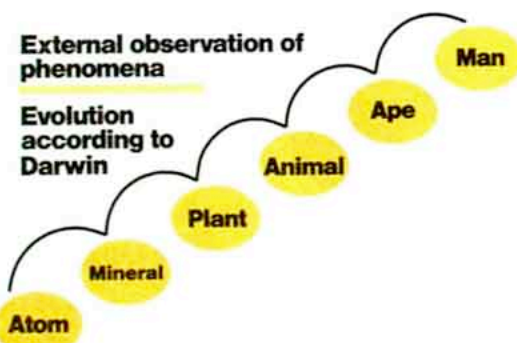 External observation of
phenomena
Evolution
according to
Darwin
Man
Ape
Animal
Plant
Mineral
Atom